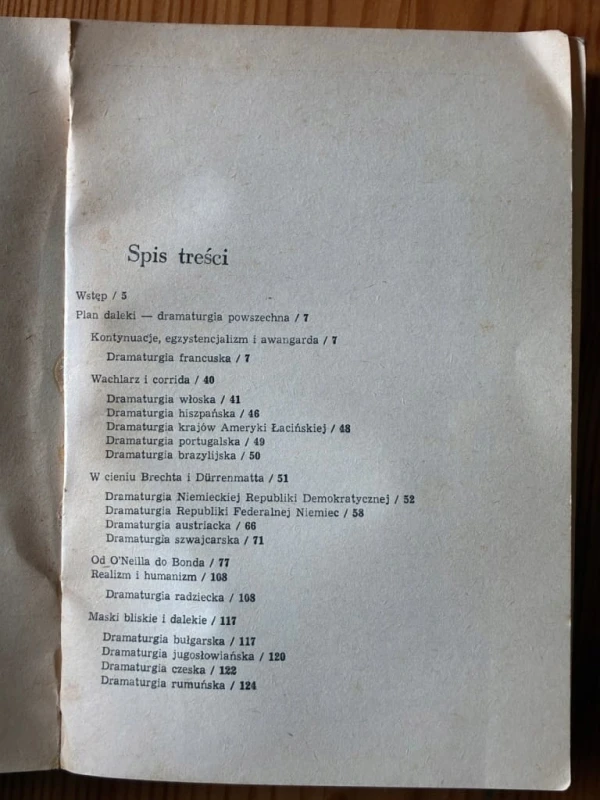 Spis treści
Wstęp / 5
Plan daleki — dramaturgia powszechna / 7
Kontynuacje, egzystencjalizm i awangarda / 7
Dramaturgia francuska / 7
Wachlarz i corrida / 40
Dramaturgia włoska / 41
Dramaturgia hiszpańska / 46
Dramaturgia krajów Ameryki Łacińskiej / 48
Dramaturgia portugalska / 49
Dramaturgia brazylijska / 50
W cieniu Brechta i Dürrenmatta / 51
Dramaturgia Niemieckiej Republiki Demokratycznej / 52
Dramaturgia Republiki Federalnej Niemiec / 58
Dramaturgia austriacka / 66
Dramaturgia szwajcarska / 71
Od O'Neilla do Bonda / 77
Realizm i humanizm / 108
Dramaturgia radziecka / 108
Maski bliskie i dalekie / 117
Dramaturgia bułgarska / 117
Dramaturgia jugosłowiańska / 120
Dramaturgia czeska / 122
Dramaturgia rumuńska / 124